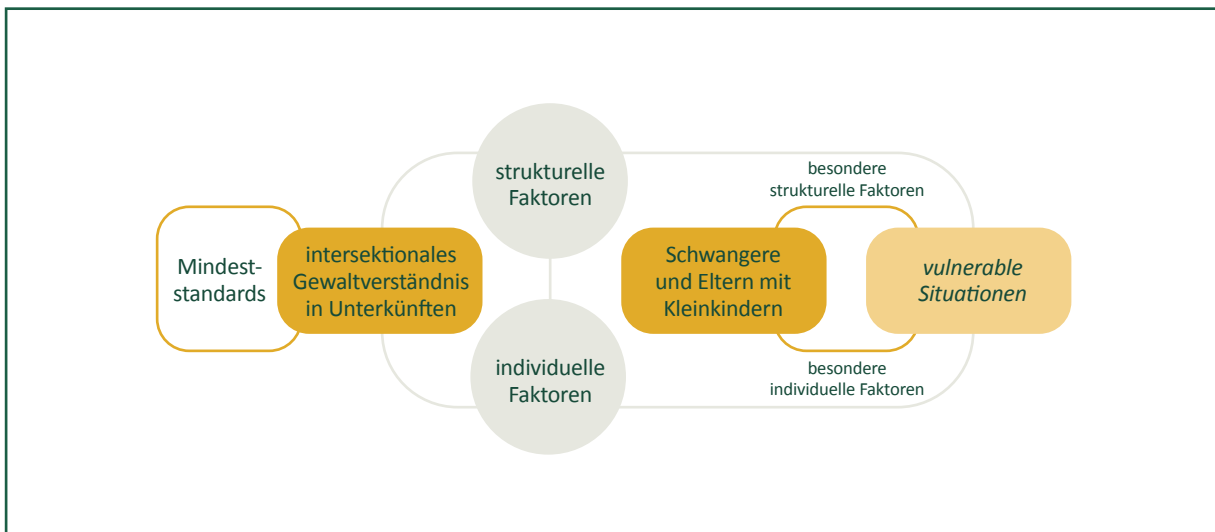 Mindest-
standards
intersektionales
Gewaltverständnis
in Unterkünften
strukturelle
Faktoren
individuelle
Faktoren
Schwangere
und Eltern mit
Kleinkindern
besondere
strukturelle Faktoren
besondere
individuelle Faktoren
vulnerable
Situationen